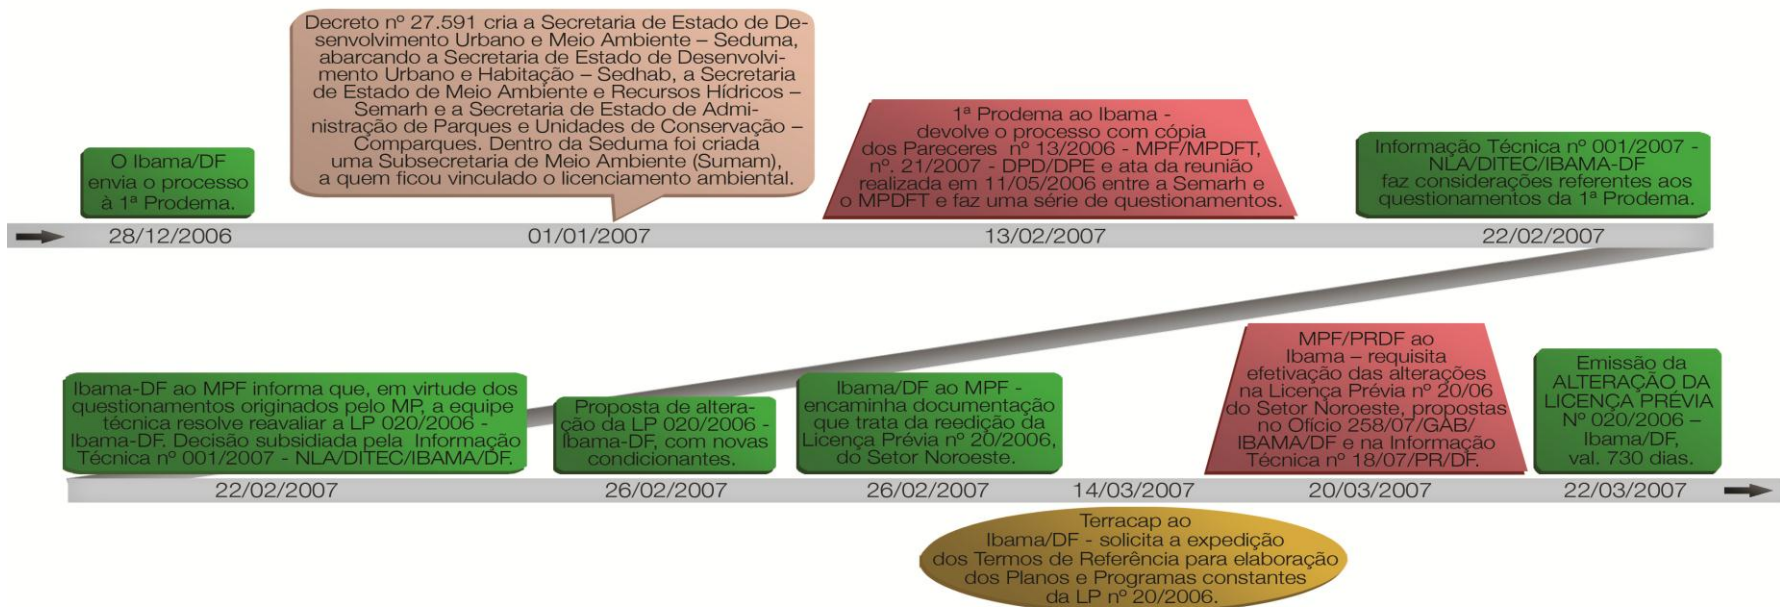 O Ibama/DF
envia o processo
à 1ª Prodema.
28/12/2006
Decreto nº 27.591 cria a Secretaria de Estado de De-
senvolvimento Urbano e Meio Ambiente – Seduma,
abarcando a Secretaria de Estado de Desenvolvi-
mento Urbano e Habitação – Sedhab, a Secretaria
de Estado de Meio Ambiente e Recursos Hídricos –
Semarh e a Secretaria de Estado de Admi-
nistração de Parques e Unidades de Conservação –
Comparques. Dentro da Seduma foi criada
uma Subsecretaria de Meio Ambiente (Sumam),
a quem ficou vinculado o licenciamento ambiental.
01/01/2007
1ª Prodema ao Ibama -
devolve o processo com cópia
dos Pareceres nº 13/2006 - MPF/MPDFT,
nº. 21/2007 - DPD/DPE e ata da reunião
realizada em 11/05/2006 entre a Semarh e
o MPDFT e faz uma série de questionamentos.
13/02/2007
Informação Técnica nº 001/2007 -
NLA/DITEC/IBAMA-DF
faz considerações referentes aos
questionamentos da 1ª Prodema.
22/02/2007
Ibama-DF ao MPF informa que, em virtude dos
questionamentos originados pelo MP, a equipe
técnica resolve reavaliar a LP 020/2006 -
Ibama-DF. Decisão subsidiada pela Informação
Técnica nº 001/2007 - NLA/DITEC/IBAMA/DF.
22/02/2007
Proposta de altera-
ção da LP 020/2006 -
Ibama-DF, com novas
condicionantes.
26/02/2007
Ibama/DF ao MPF -
encaminha documentação
que trata da reedição da
Licença Prévia nº 20/2006,
do Setor Noroeste.
26/02/2007
14/03/2007
Terracap ao
Ibama/DF - solicita a expedição
dos Termos de Referência para elaboração
dos Planos e Programas constantes
da LP nº 20/2006.
MPF/PRDF ao
Ibama – requisita
efetivação das alterações
na Licença Prévia nº 20/06
do Setor Noroeste, propostas
no Ofício 258/07/GAB/
IBAMA/DF e na Informação
Técnica nº 18/07/PR/DF.
20/03/2007
Emissão da
ALTERAÇÃO DA
LICENÇA PRÉVIA
Nº 020/2006 –
Ibama/DF,
val. 730 dias.
22/03/2007